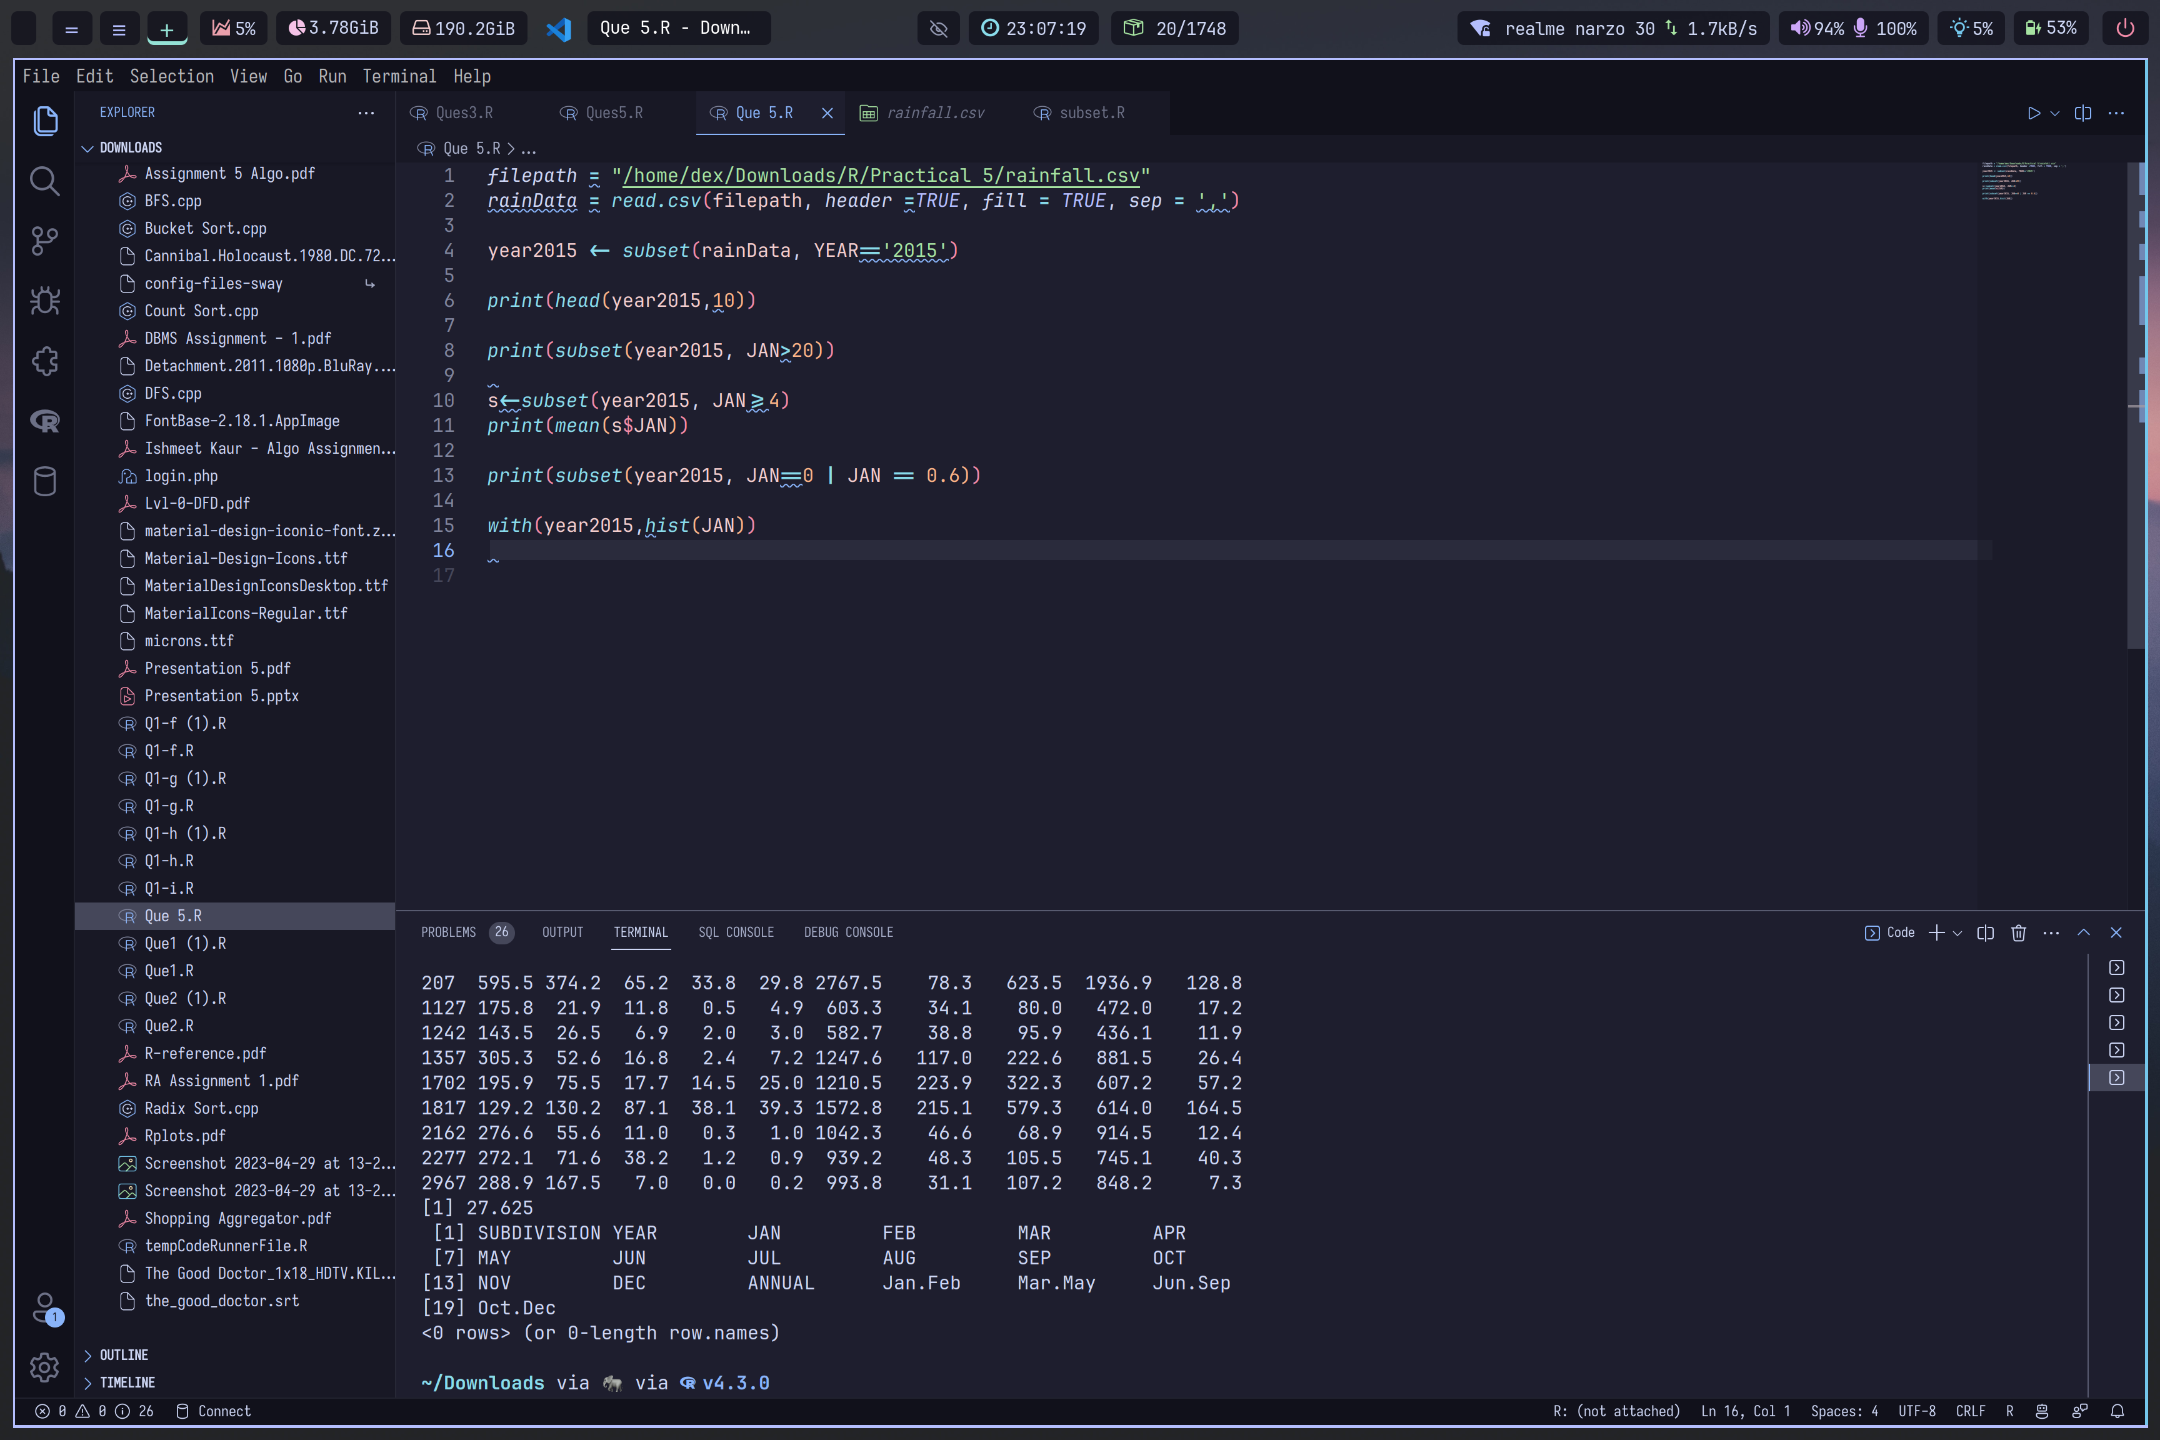 5% 3.78GiB 190.2GiB Que 5.R - Down… 23:07:19 20/1748 realme narzo 30 1.7kB/s 94% 100% 5% 53%
File Edit Selection View Go Run Terminal Help
EXPLORER
Ques3.R Ques5.R Que 5.R rainfall.csv subset.R
DOWNLOADS
Que 5.R > ...
Assignment 5 Algo.pdf
BFS.cpp
Bucket Sort.cpp
Cannibal.Holocaust.1980.DC.72...
config-files-sway
Count Sort.cpp
DBMS Assignment - 1.pdf
Detachment.2011.1080p.BluRay....
DFS.cpp
FontBase-2.18.1.AppImage
Ishmeet Kaur - Algo Assignmen...
login.php
Lvl-0-DFD.pdf
material-design-iconic-font.z...
Material-Design-Icons.ttf
MaterialDesignIconsDesktop.ttf
MaterialIcons-Regular.ttf
microns.ttf
Presentation 5.pdf
Presentation 5.pptx
Q1-f (1).R
Q1-f.R
Q1-g (1).R
Q1-g.R
Q1-h (1).R
Q1-h.R
Q1-i.R
Que 5.R
Que1 (1).R
Que1.R
Que2 (1).R
Que2.R
R-reference.pdf
RA Assignment 1.pdf
Radix Sort.cpp
Rplots.pdf
Screenshot 2023-04-29 at 13-2...
Screenshot 2023-04-29 at 13-2...
Shopping Aggregator.pdf
tempCodeRunnerFile.R
The Good Doctor_1x18_HDTV.KIL...
the_good_doctor.srt
1
OUTLINE
TIMELINE
1 filepath = "/home/dex/Downloads/R/Practical 5/rainfall.csv"
2 rainData = read.csv(filepath, header =TRUE, fill = TRUE, sep = ',')
3
4 year2015 <- subset(rainData, YEAR=='2015')
5
6 print(head(year2015,10))
7
8 print(subset(year2015, JAN>20))
9
10 s<-subset(year2015, JAN>=4)
11 print(mean(s$JAN))
12
13 print(subset(year2015, JAN==0 | JAN == 0.6))
14
15 with(year2015,hist(JAN))
16
17
PROBLEMS 26 OUTPUT TERMINAL SQL CONSOLE DEBUG CONSOLE Code
207 595.5 374.2 65.2 33.8 29.8 2767.5 78.3 623.5 1936.9 128.8
1127 175.8 21.9 11.8 0.5 4.9 603.3 34.1 80.0 472.0 17.2
1242 143.5 26.5 6.9 2.0 3.0 582.7 38.8 95.9 436.1 11.9
1357 305.3 52.6 16.8 2.4 7.2 1247.6 117.0 222.6 881.5 26.4
1702 195.9 75.5 17.7 14.5 25.0 1210.5 223.9 322.3 607.2 57.2
1817 129.2 130.2 87.1 38.1 39.3 1572.8 215.1 579.3 614.0 164.5
2162 276.6 55.6 11.0 0.3 1.0 1042.3 46.6 68.9 914.5 12.4
2277 272.1 71.6 38.2 1.2 0.9 939.2 48.3 105.5 745.1 40.3
2967 288.9 167.5 7.0 0.0 0.2 993.8 31.1 107.2 848.2 7.3
[1] 27.625
[1] SUBDIVISION YEAR JAN FEB MAR APR
[7] MAY JUN JUL AUG SEP OCT
[13] NOV DEC ANNUAL Jan.Feb Mar.May Jun.Sep
[19] Oct.Dec
<0 rows> (or 0-length row.names)
~/Downloads via 🐘 via R v4.3.0
0 0 26 Connect R: (not attached) Ln 16, Col 1 Spaces: 4 UTF-8 CRLF R